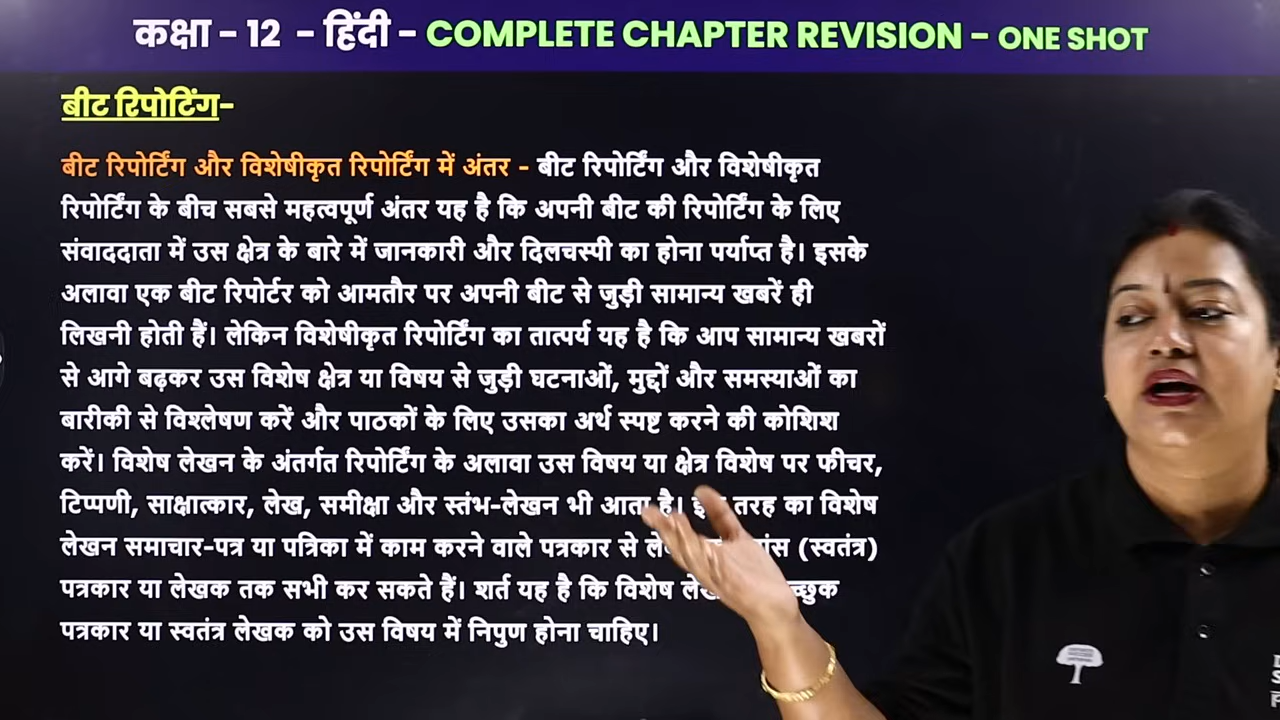 कक्षा - 12 - हिंदी - COMPLETE CHAPTER REVISION - ONE SHOT
बीट रिपोटिंग-
बीट रिपोर्टिंग और विशेषीकृत रिपोर्टिंग में अंतर - बीट रिपोर्टिंग और विशेषीकृत
रिपोर्टिंग के बीच सबसे महत्वपूर्ण अंतर यह है कि अपनी बीट की रिपोर्टिंग के लिए
संवाददाता में उस क्षेत्र के बारे में जानकारी और दिलचस्पी का होना पर्याप्त है। इसके
अलावा एक बीट रिपोर्टर को आमतौर पर अपनी बीट से जुड़ी सामान्य खबरें ही
लिखनी होती हैं। लेकिन विशेषीकृत रिपोर्टिंग का तात्पर्य यह है कि आप सामान्य खबरों
से आगे बढ़कर उस विशेष क्षेत्र या विषय से जुड़ी घटनाओं, मुद्दों और समस्याओं का
बारीकी से विश्लेषण करें और पाठकों के लिए उसका अर्थ स्पष्ट करने की कोशिश
करें। विशेष लेखन के अंतर्गत रिपोर्टिंग के अलावा उस विषय या क्षेत्र विशेष पर फीचर,
टिप्पणी, साक्षात्कार, लेख, समीक्षा और स्तंभ-लेखन भी आता है। तरह का विशेष
लेखन समाचार-पत्र या पत्रिका में काम करने वाले पत्रकार से (स्वतंत्र)
पत्रकार या लेखक तक सभी कर सकते हैं। शर्त यह है कि विशेष
पत्रकार या स्वतंत्र लेखक को उस विषय में निपुण होना चाहिए।